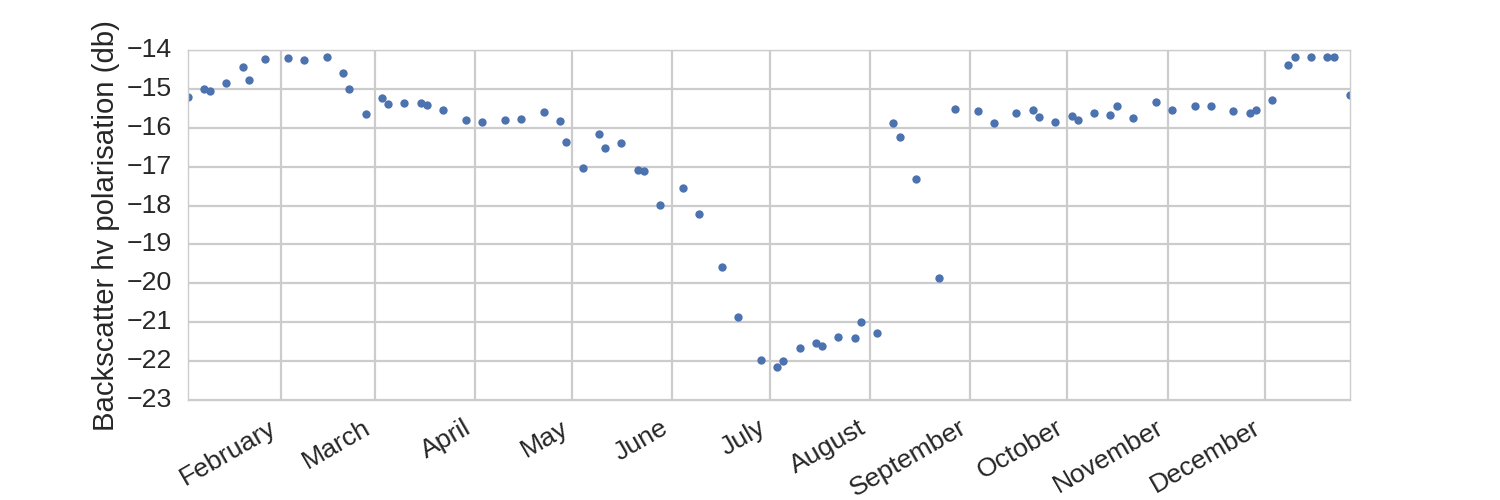 Backscatter hv polarisation (db)
−14
−15
−16
−17
−18
−19
−20
−21
−22
−23
February
March
April
May
June
July
August
September
October
November
December